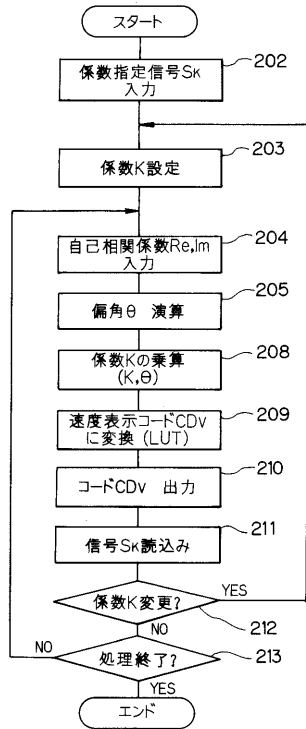 スタート
202
係数指定信号Sk
入力
203
係数K設定
204
自己相関係数Re,Im
入力
205
偏角θ 演算
208
係数Kの乗算
(K,θ)
209
速度表示コードCDv
に変換(LUT)
210
コードCDv 出力
211
信号Sk読込み
係数K変更?
YES
212
NO
NO
処理終了?
213
YES
エンド